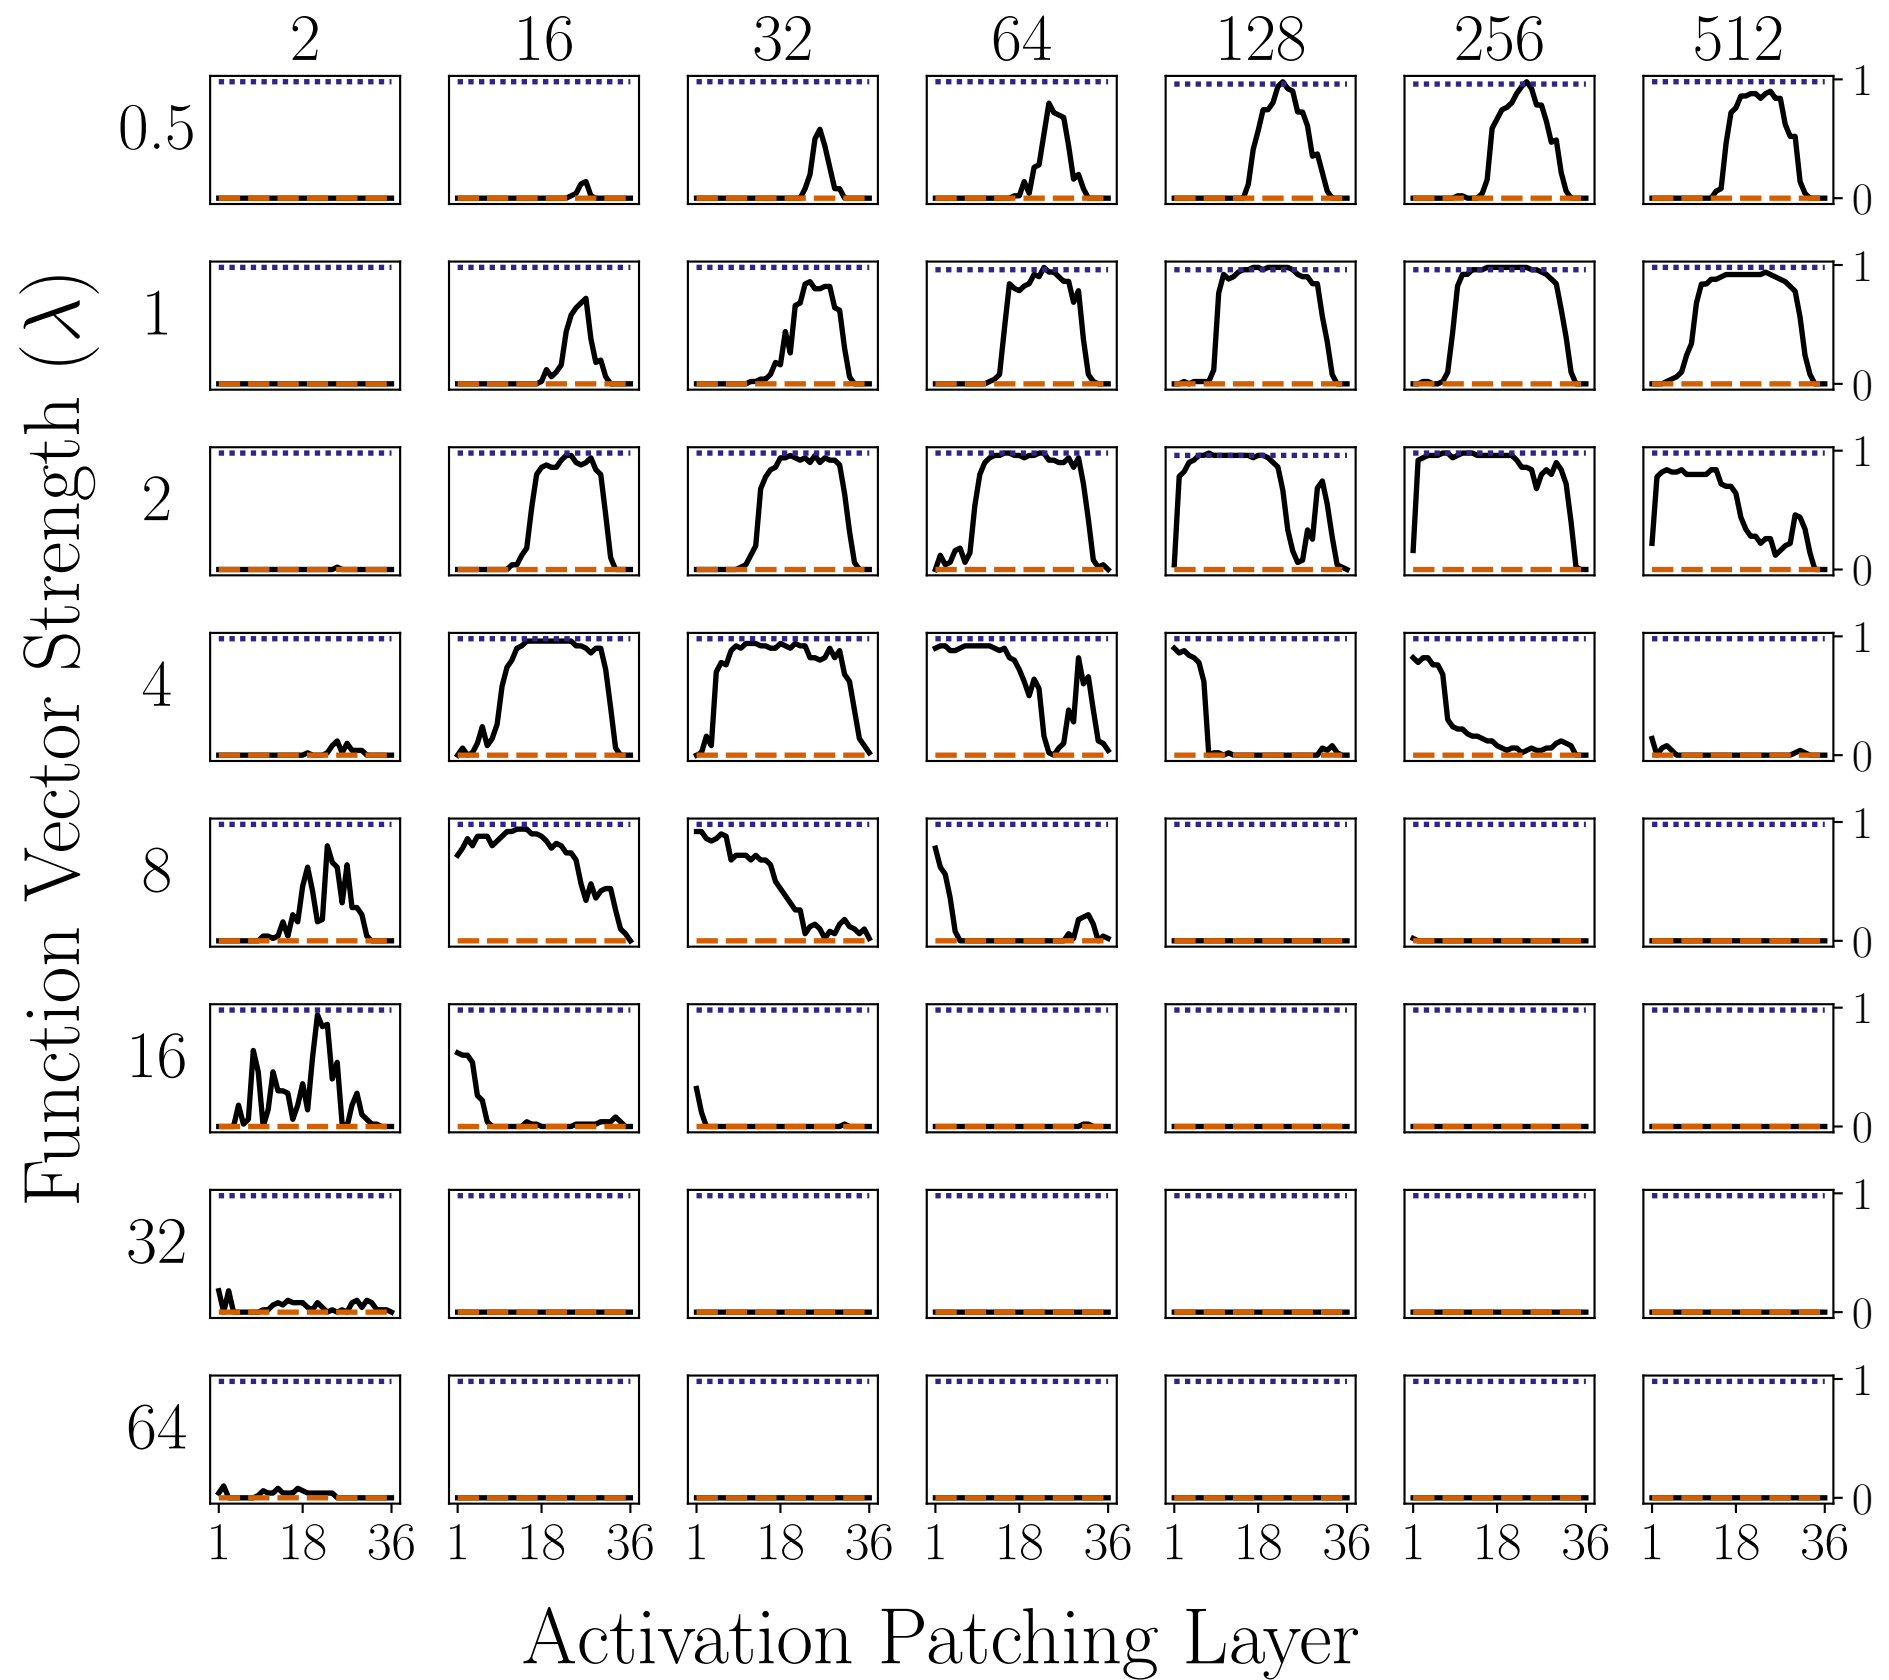 2 16 32 64 128 256 512
0.5 1 0
1 1 0
2 1 0
4 1 0
8 1 0
16 1 0
32 1 0
64 1 0
1 18 36 1 18 36 1 18 36 1 18 36 1 18 36 1 18 36 1 18 36
Function Vector Strength (λ)
Activation Patching Layer